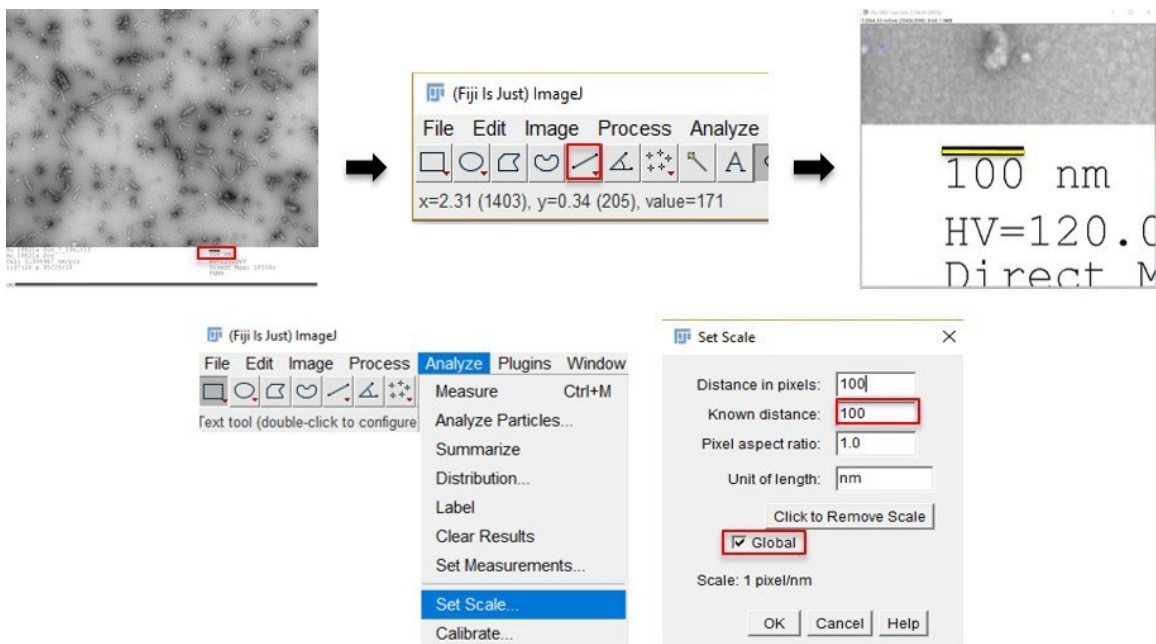 100 nm
(Fiji Is Just) ImageJ
File Edit Image Process Analyze
A
x=2.31 (1403), y=0.34 (205), value=171
100 nm
HV=120.0
Direct M
(Fiji Is Just) ImageJ
File Edit Image Process Analyze Plugins Window
Text tool (double-click to configure
Measure Ctrl+M
Analyze Particles...
Summarize
Distribution...
Label
Clear Results
Set Measurements...
Set Scale...
Calibrate...
Set Scale
Distance in pixels: 100
Known distance: 100
Pixel aspect ratio: 1.0
Unit of length: nm
Click to Remove Scale
Global
Scale: 1 pixel/nm
OK Cancel Help